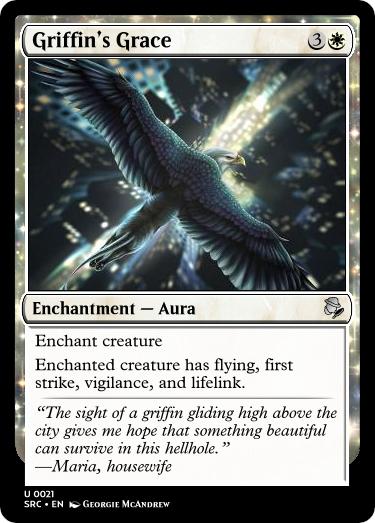 Griffin's Grace 3
Enchantment — Aura
Enchant creature
Enchanted creature has flying, first
strike, vigilance, and lifelink.
“The sight of a griffin gliding high above the
city gives me hope that something beautiful
can survive in this hellhole.”
—Maria, housewife
U 0021
SRC • EN Georgie McAndrew